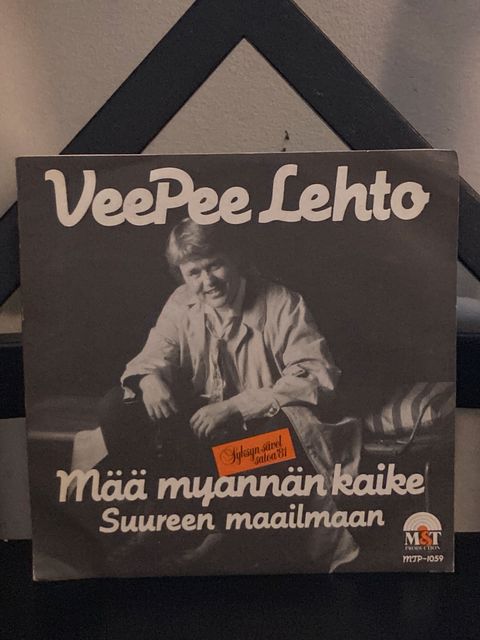 VeePee Lehto
Syksyn sävel
satoa '81
Mää myannän kaike
Suureen maailmaan
M&T
PRODUCTION
MTP-1059